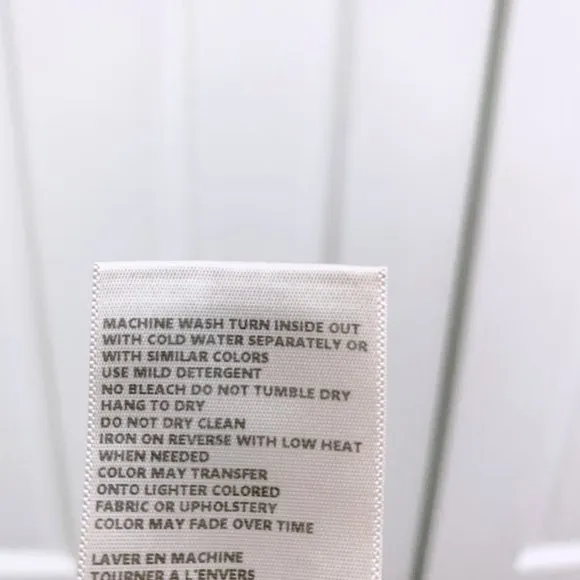 MACHINE WASH TURN INSIDE OUT
WITH COLD WATER SEPARATELY OR
WITH SIMILAR COLORS
USE MILD DETERGENT
NO BLEACH DO NOT TUMBLE DRY
HANG TO DRY
DO NOT DRY CLEAN
IRON ON REVERSE WITH LOW HEAT
WHEN NEEDED
COLOR MAY TRANSFER
ONTO LIGHTER COLORED
FABRIC OR UPHOLSTERY
COLOR MAY FADE OVER TIME
LAVER EN MACHINE
TOURNER A L'ENVERS